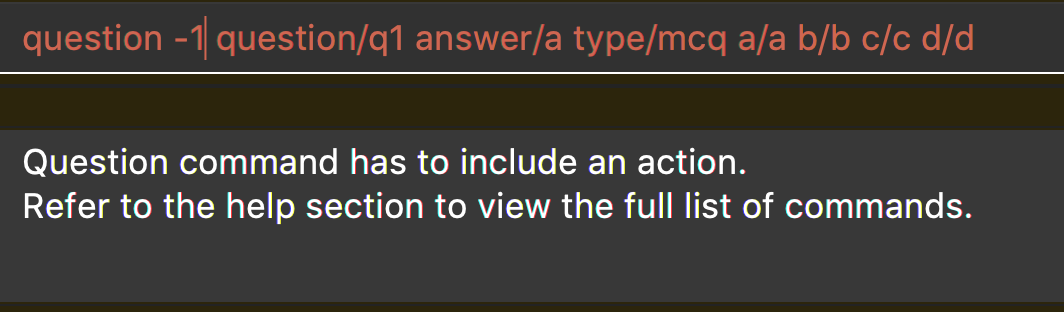 question -1 question/q1 answer/a type/mcq a/a b/b c/c d/d
Question command has to include an action.
Refer to the help section to view the full list of commands.